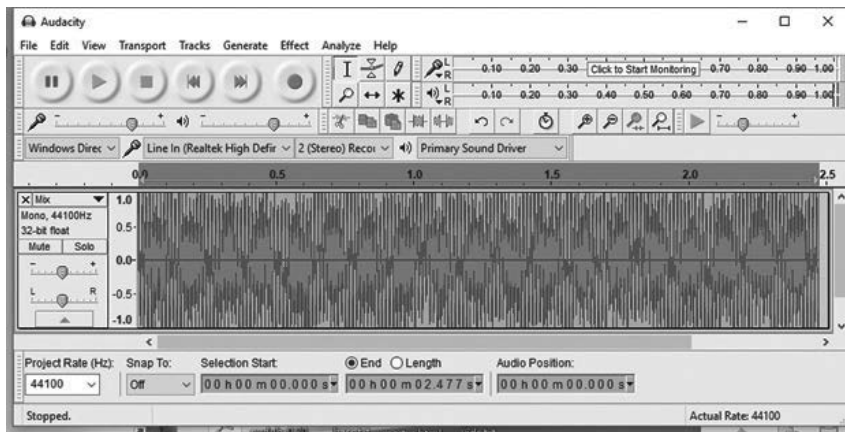 Audacity
File Edit View Transport Tracks Generate Effect Analyze Help
L
R
0.10 0.20 0.30 Click to Start Monitoring 0.70 0.80 0.90 1.00
L
R
0.10 0.20 0.30 0.40 0.50 0.60 0.70 0.80 0.90 1.00
Windows Direc Line In (Realtek High Defir 2 (Stereo) Recor Primary Sound Driver
0.0 0.5 1.0 1.5 2.0 2.5
X Mix
Mono, 44100Hz
32-bit float
Mute Solo
L R
1.0
0.5
0.0
-0.5
-1.0
Project Rate (Hz): Snap To: Selection Start: End Length Audio Position:
44100 Off 00 h 00 m 00.000 s 00 h 00 m 02.477 s 00 h 00 m 00.000 s
Stopped. Actual Rate: 44100